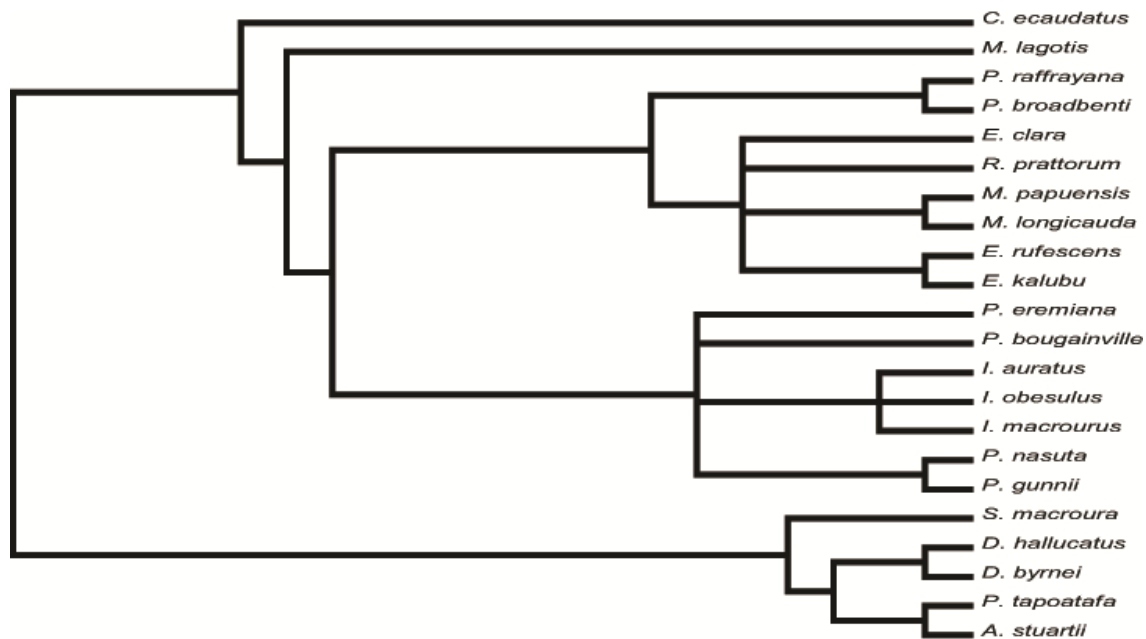 C. ecaudatus
M. lagotis
P. raffrayana
P. broadbenti
E. clara
R. prattorum
M. papuensis
M. longicauda
E. rufescens
E. kalubu
P. eremiana
P. bougainville
I. auratus
I. obesulus
I. macrourus
P. nasuta
P. gunnii
S. macroura
D. hallucatus
D. byrnei
P. tapoatafa
A. stuartii